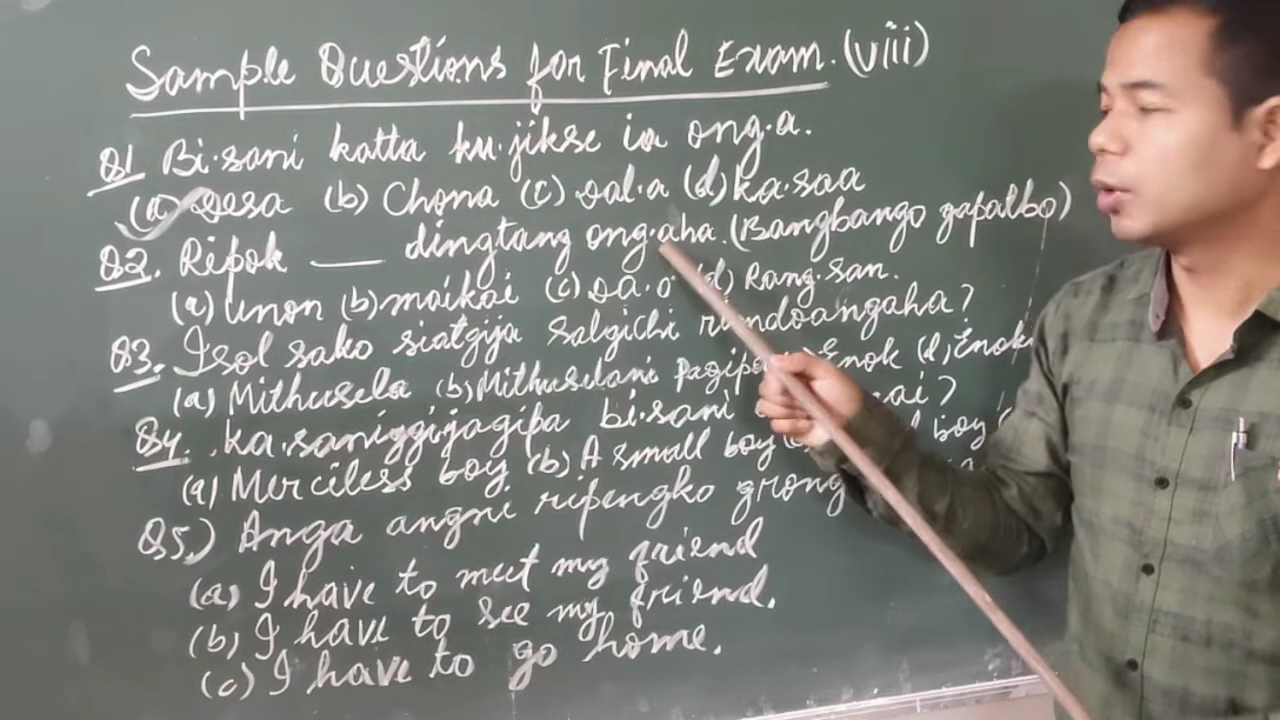 Sample Questions for Final Exam. (viii)
Q1 Bi·sani katta ku·jikse ia ong·a.
(a) Sesa (b) Chona (c) Dal·a (d) ka·saa
Q2. Ripok ___ dingtang ong·aha. (Bangbango gapatbo)
(a) Unon (b) maikai (c) Da·o (d) Rang·san.
Q3. Isol sako siatgija salgichi rimdoangaha?
(a) Mithusela (b) Mithuselani pagipa Enok (d) Enok
Q4. ka·saniggijagipa bi·sani ?
(a) Merciless boy (b) A small boy boy
Q5.) Anga angni ripengko grong
(a) I have to meet my friend
(b) I have to see my friend.
(c) I have to go home.